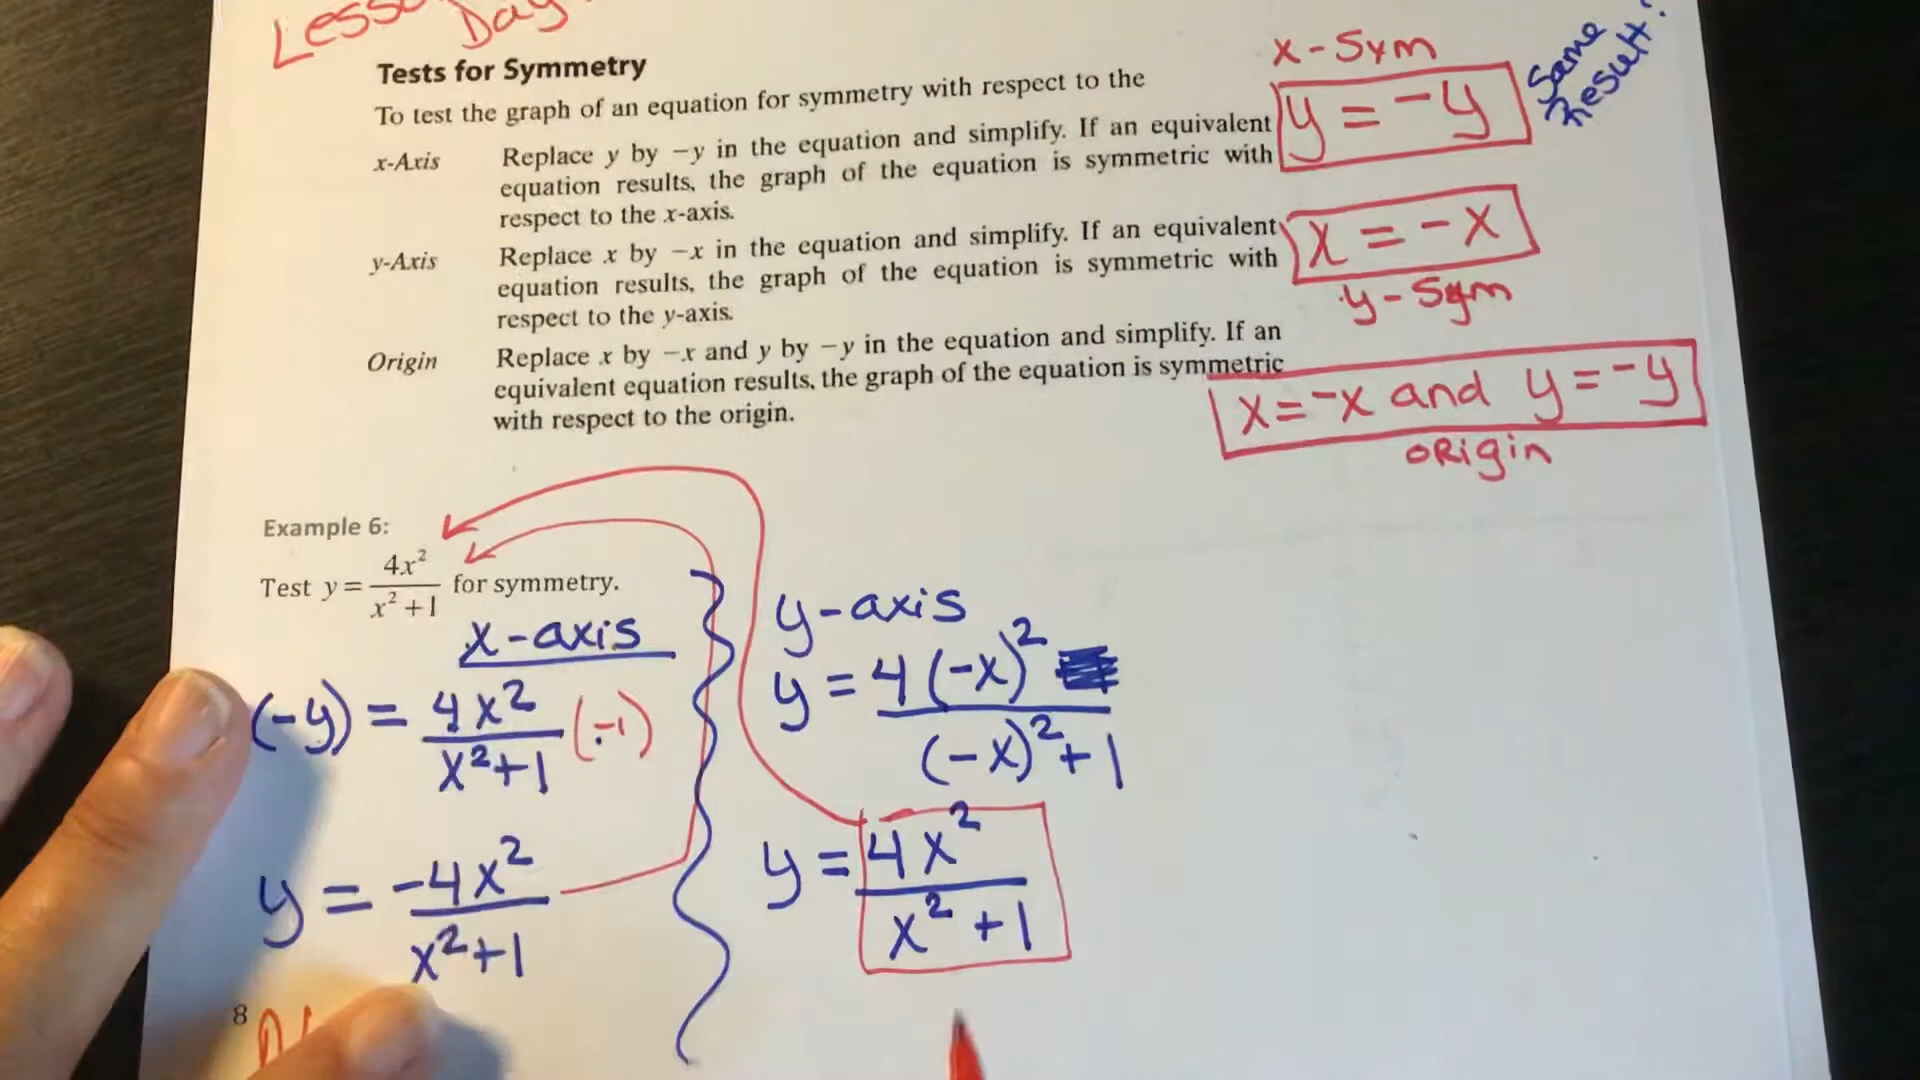 Day
Tests for Symmetry
To test the graph of an equation for symmetry with respect to the
x-Axis Replace y by −y in the equation and simplify. If an equivalent
equation results, the graph of the equation is symmetric with
respect to the x-axis.
y-Axis Replace x by −x in the equation and simplify. If an equivalent
equation results, the graph of the equation is symmetric with
respect to the y-axis.
Origin Replace x by −x and y by −y in the equation and simplify. If an
equivalent equation results, the graph of the equation is symmetric
with respect to the origin.
x-Sym
y = -y
Same
Result?
x = -x
y-Sym
x=-x and y=-y
ORigin
Example 6:
Test y = 4x²/(x² + 1) for symmetry.
x-axis
(-y) = 4x²/(x²+1) (-1)
y = -4x²/(x²+1)
y-axis
y = 4(-x)²/((-x)²+1)
y = 4x²/(x²+1)
8